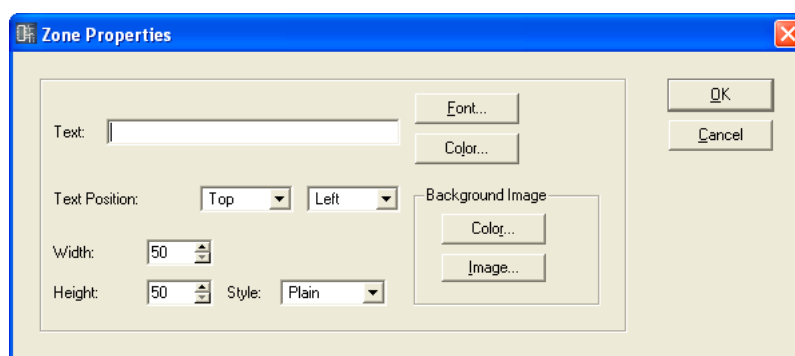 Zone Properties
Font...
OK
Text:
Color...
Cancel
Text Position: Top Left
Background Image
Color...
Width: 50
Image...
Height: 50 Style: Plain